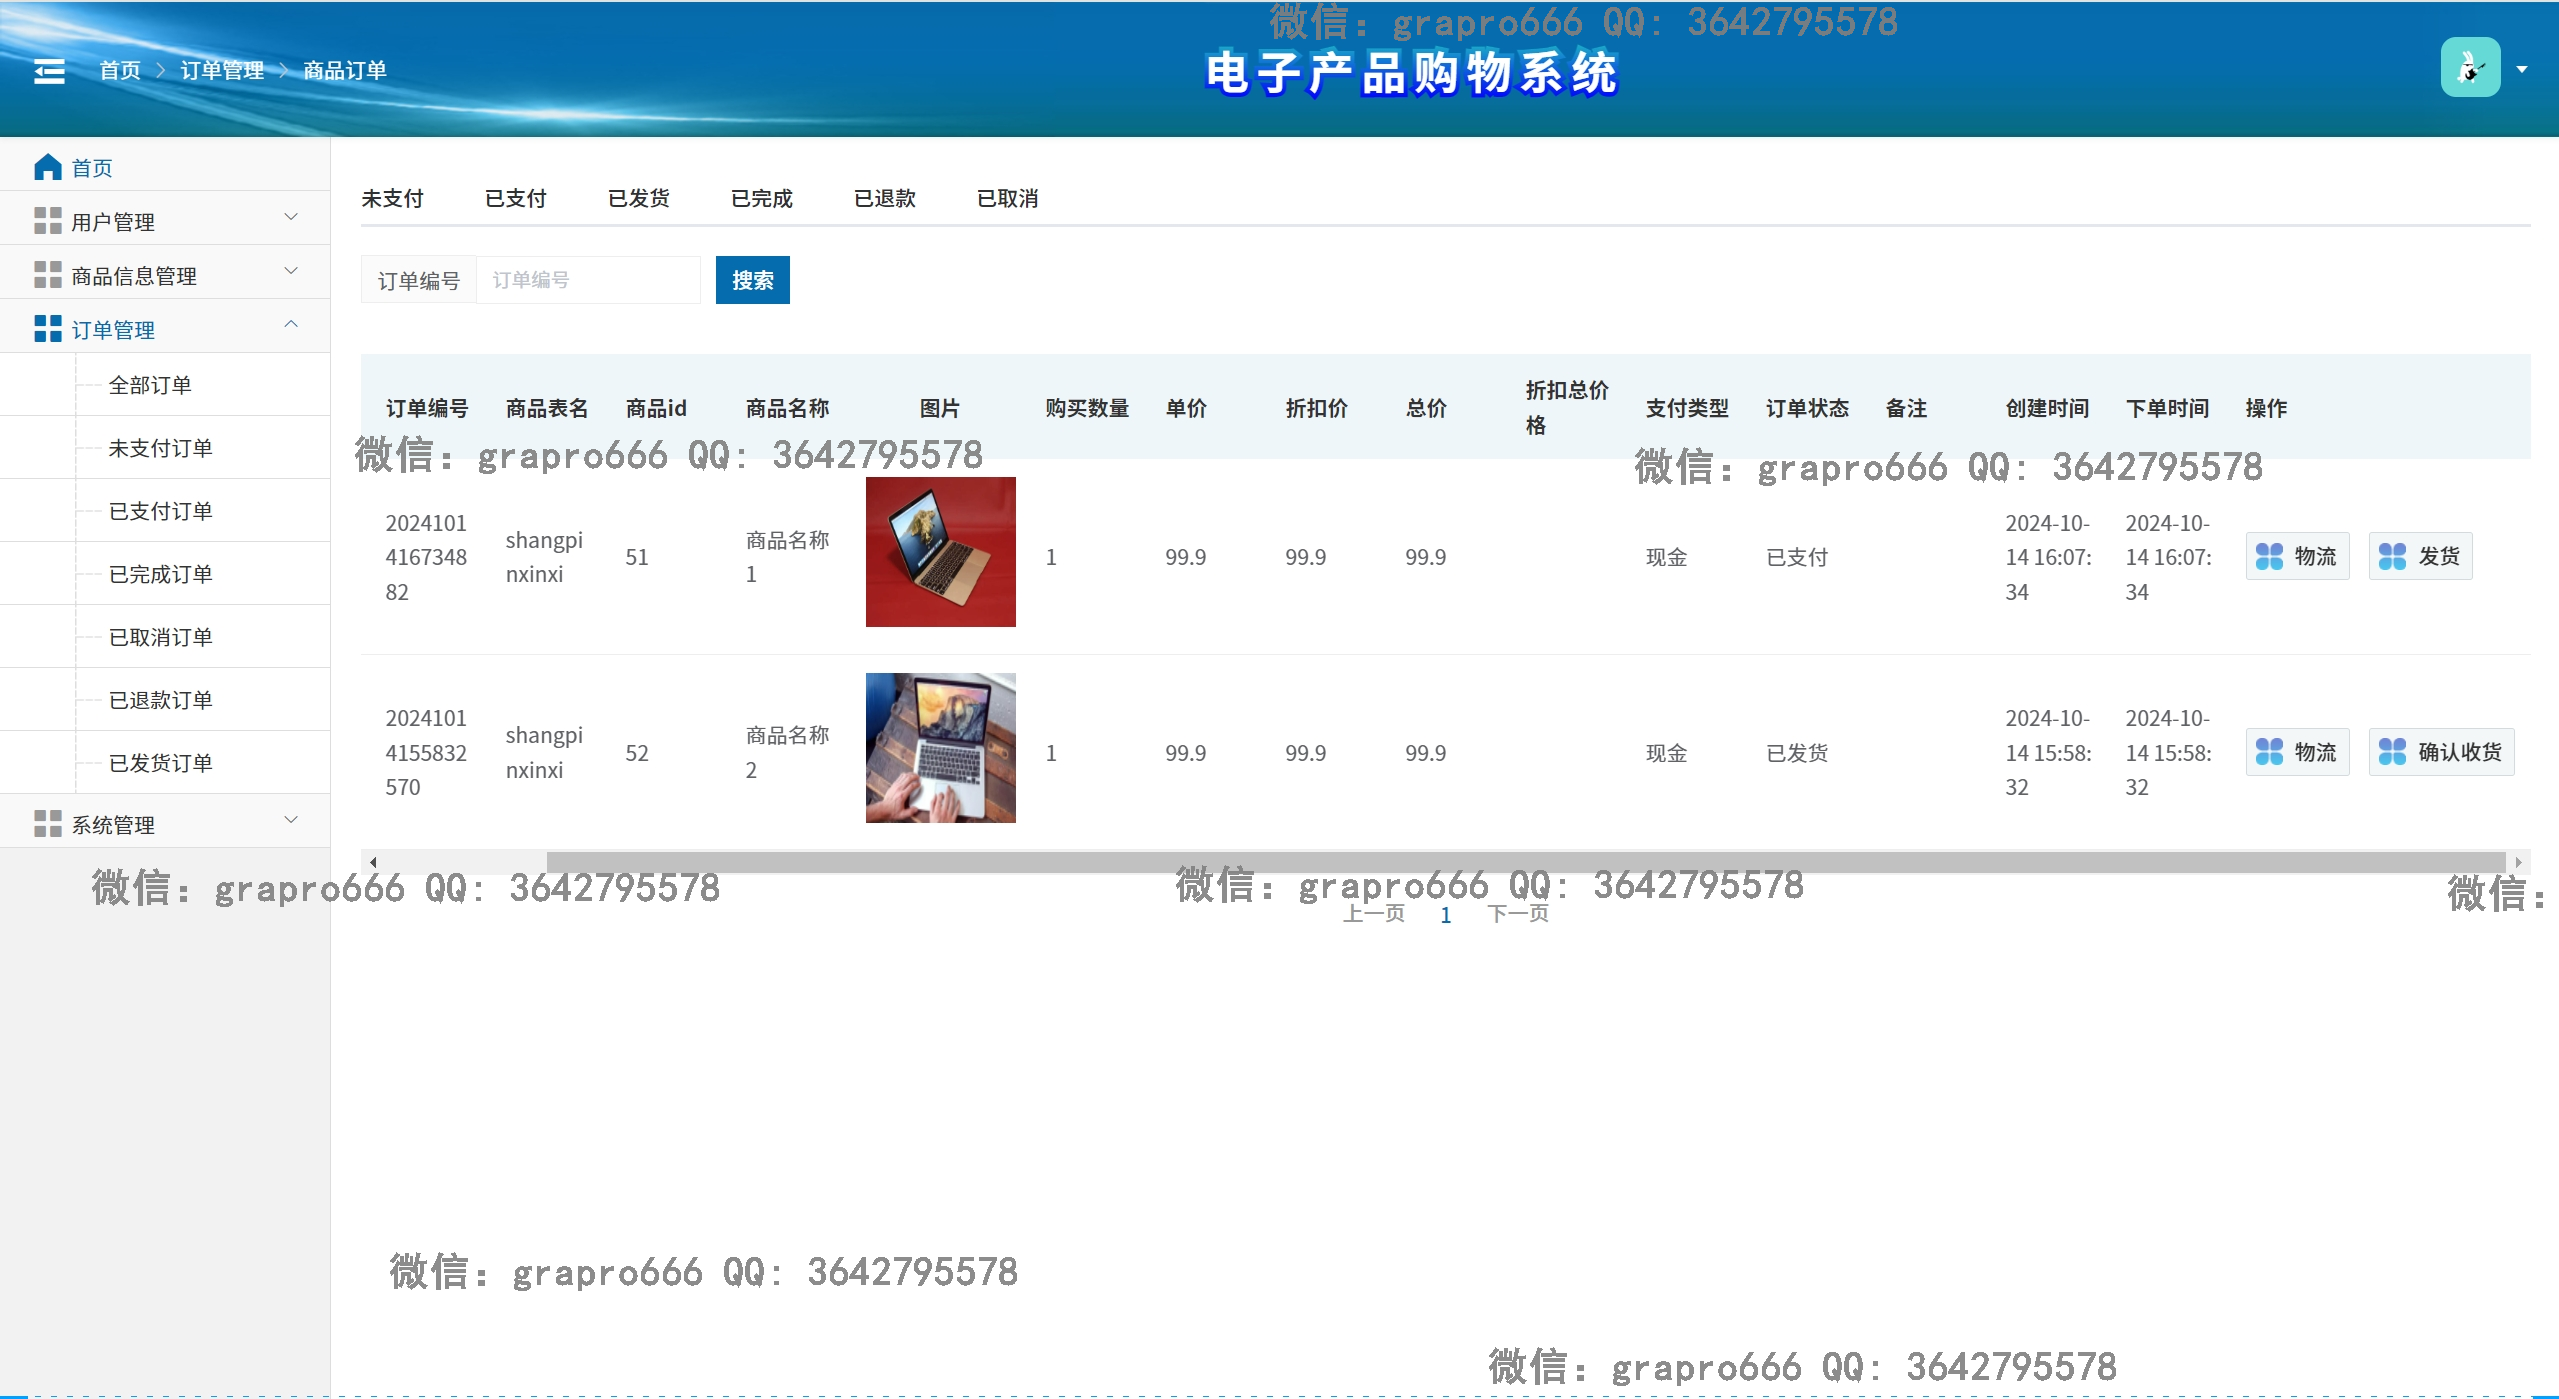 微信: grapro666 QQ: 3642795578
首页 > 订单管理 > 商品订单
电子产品购物系统
首页
用户管理
商品信息管理
订单管理
全部订单
未支付订单
已支付订单
已完成订单
已取消订单
已退款订单
已发货订单
系统管理
未支付 已支付 已发货 已完成 已退款 已取消
订单编号 订单编号 搜索
订单编号 商品表名 商品id 商品名称 图片 购买数量 单价 折扣价 总价 折扣总价格 支付类型 订单状态 备注 创建时间 下单时间 操作
微信: grapro666 QQ: 3642795578
微信: grapro666 QQ: 3642795578
2024101
4167348
82
shangpi
nxinxi
51
商品名称
1
1
99.9
99.9
99.9
现金
已支付
2024-10-
14 16:07:
34
2024-10-
14 16:07:
34
物流
发货
2024101
4155832
570
shangpi
nxinxi
52
商品名称
2
1
99.9
99.9
99.9
现金
已发货
2024-10-
14 15:58:
32
2024-10-
14 15:58:
32
物流
确认收货
微信: grapro666 QQ: 3642795578
微信: grapro666 QQ: 3642795578
微信:
上一页 1 下一页
微信: grapro666 QQ: 3642795578
微信: grapro666 QQ: 3642795578